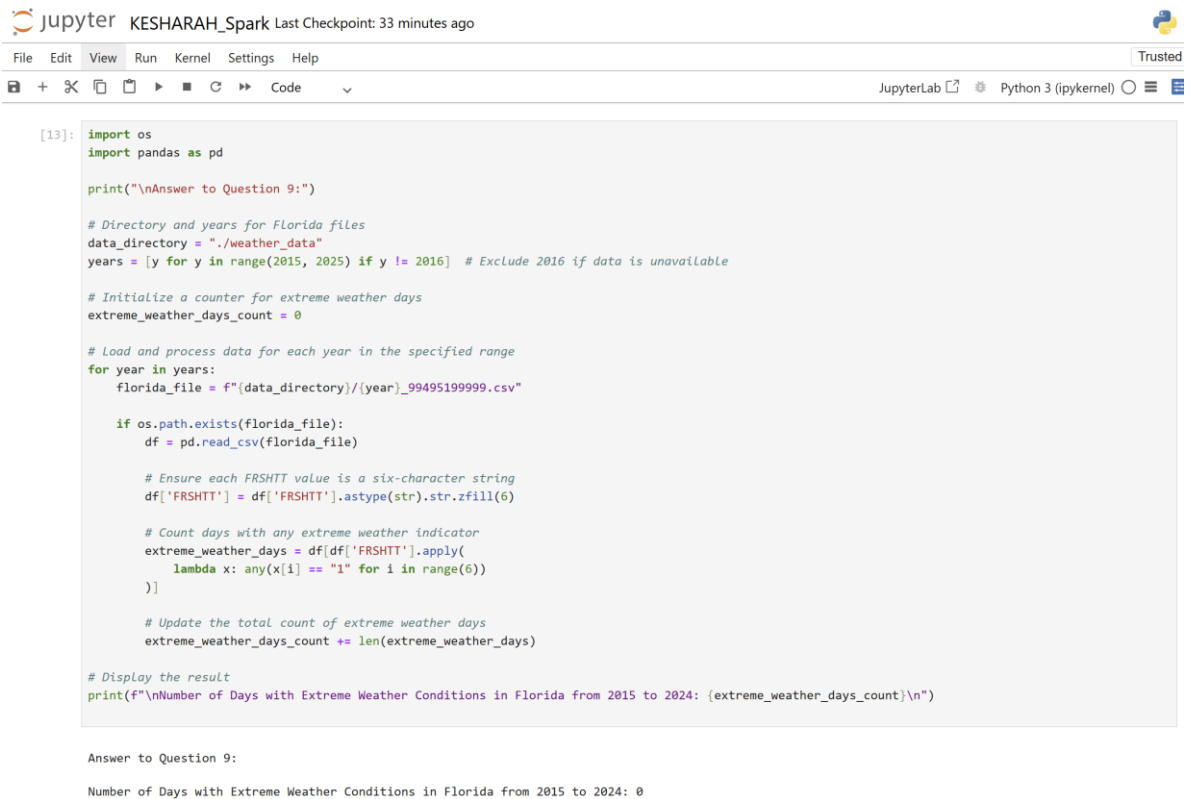 jupyter KESHARAH_Spark Last Checkpoint: 33 minutes ago
File Edit View Run Kernel Settings Help Trusted
Code JupyterLab Python 3 (ipykernel)
[13]: import os
import pandas as pd
print("\nAnswer to Question 9:")
# Directory and years for Florida files
data_directory = "./weather_data"
years = [y for y in range(2015, 2025) if y != 2016]  # Exclude 2016 if data is unavailable
# Initialize a counter for extreme weather days
extreme_weather_days_count = 0
# Load and process data for each year in the specified range
for year in years:
    florida_file = f"{data_directory}/{year}_99495199999.csv"
    if os.path.exists(florida_file):
        df = pd.read_csv(florida_file)
        # Ensure each FRSHTT value is a six-character string
        df['FRSHTT'] = df['FRSHTT'].astype(str).str.zfill(6)
        # Count days with any extreme weather indicator
        extreme_weather_days = df[df['FRSHTT'].apply(
            lambda x: any(x[i] == "1" for i in range(6))
        )]
        # Update the total count of extreme weather days
        extreme_weather_days_count += len(extreme_weather_days)
# Display the result
print(f"\nNumber of Days with Extreme Weather Conditions in Florida from 2015 to 2024: {extreme_weather_days_count}\n")
Answer to Question 9:
Number of Days with Extreme Weather Conditions in Florida from 2015 to 2024: 0